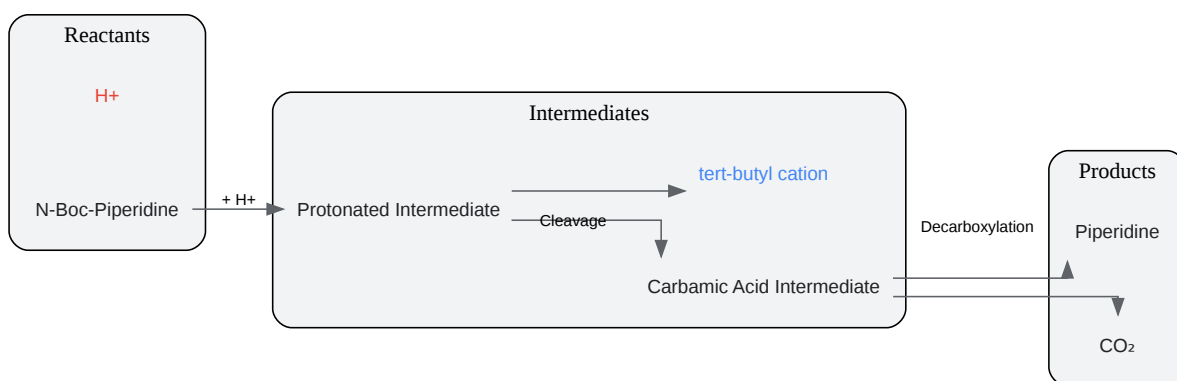 Reactants
H+
N-Boc-Piperidine
+ H+
Intermediates
Protonated Intermediate
tert-butyl cation
Cleavage
Carbamic Acid Intermediate
Decarboxylation
Products
Piperidine
CO₂